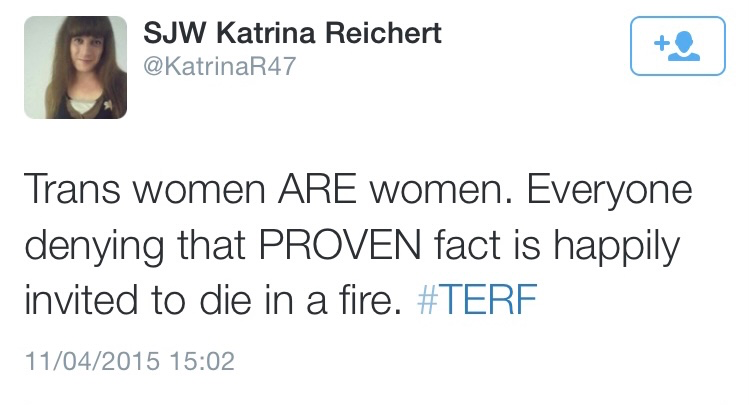 SJW Katrina Reichert
@KatrinaR47
Trans women ARE women. Everyone
denying that PROVEN fact is happily
invited to die in a fire. #TERF
11/04/2015 15:02